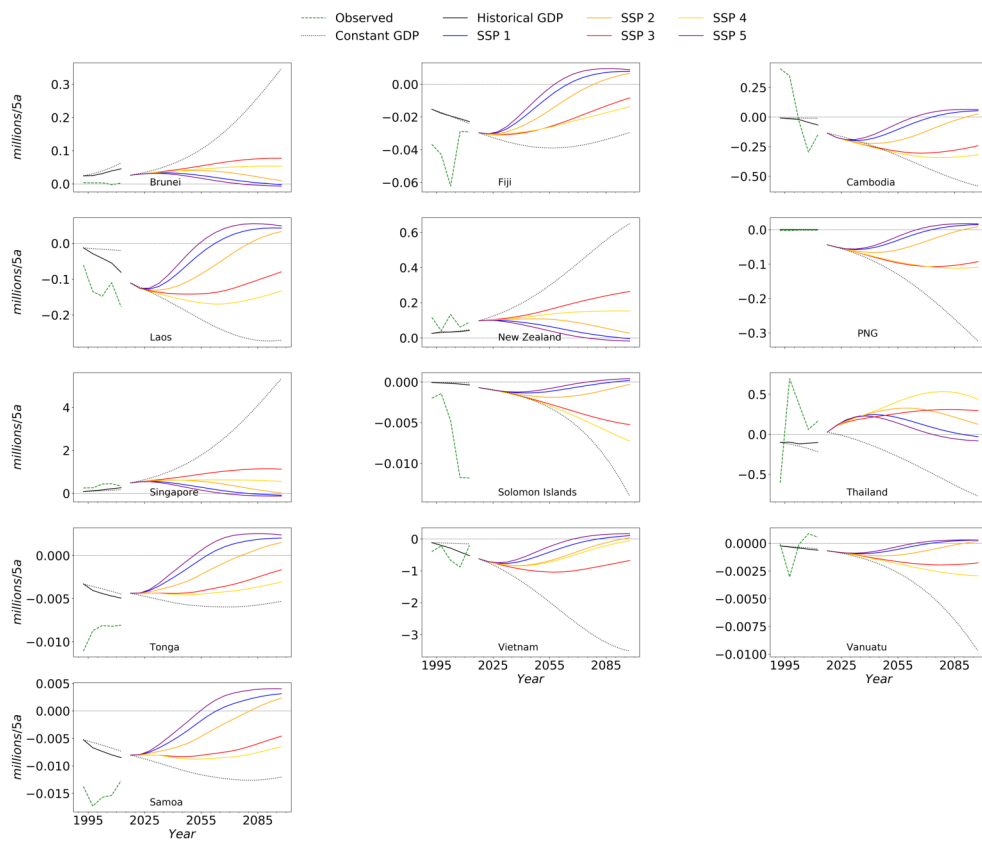 Observed
Constant GDP
Historical GDP
SSP 1
SSP 2
SSP 3
SSP 4
SSP 5
millions/5a
0.3
0.2
0.1
0.0
Brunei
0.00
−0.02
−0.04
−0.06
Fiji
0.25
0.00
−0.25
−0.50
Cambodia
millions/5a
0.0
−0.1
−0.2
Laos
0.6
0.4
0.2
0.0
New Zealand
0.0
−0.1
−0.2
−0.3
PNG
millions/5a
4
2
0
Singapore
0.000
−0.005
−0.010
Solomon Islands
0.5
0.0
−0.5
Thailand
millions/5a
0.000
−0.005
−0.010
Tonga
0
−1
−2
−3
Vietnam
1995 2025 2055 2085
Year
0.0000
−0.0025
−0.0050
−0.0075
−0.0100
Vanuatu
1995 2025 2055 2085
Year
millions/5a
0.005
0.000
−0.005
−0.010
−0.015
Samoa
1995 2025 2055 2085
Year